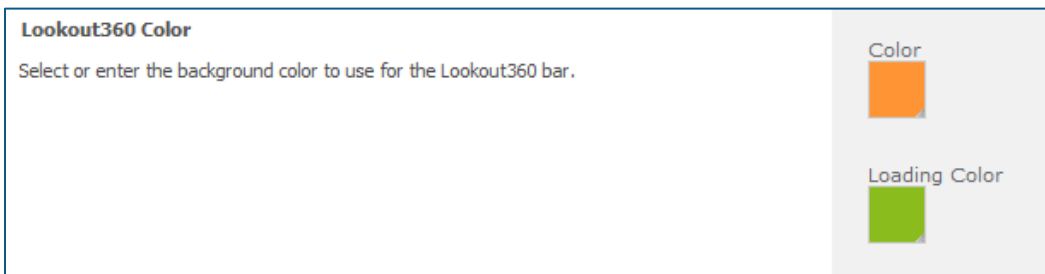 Lookout360 Color
Select or enter the background color to use for the Lookout360 bar.
Color
Loading Color